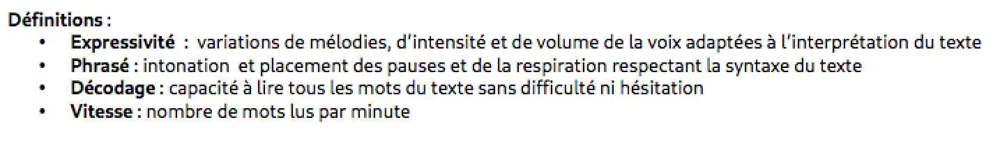 Définitions :
• Expressivité : variations de mélodies, d'intensité et de volume de la voix adaptées à l'interprétation du texte
• Phrasé : intonation et placement des pauses et de la respiration respectant la syntaxe du texte
• Décodage : capacité à lire tous les mots du texte sans difficulté ni hésitation
• Vitesse : nombre de mots lus par minute